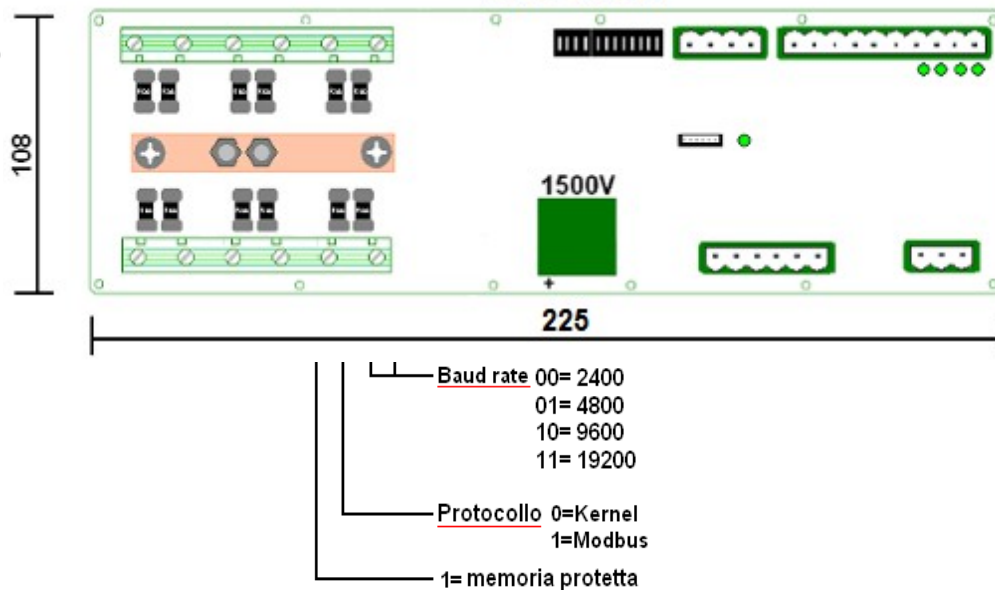 108
1500V
+
225
Baud rate 00= 2400
01= 4800
10= 9600
11= 19200
Protocollo 0=Kernel
1=Modbus
1= memoria protetta